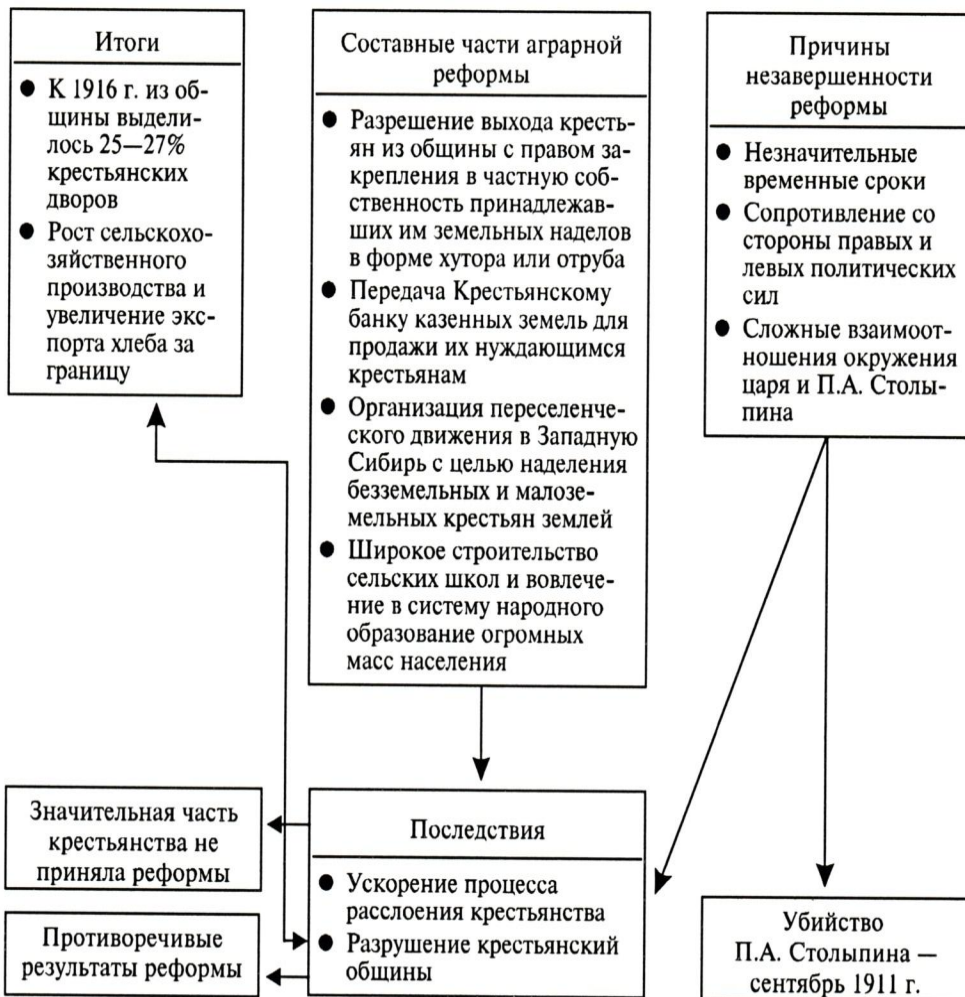 Итоги
● К 1916 г. из об-
щины выдели-
лось 25—27%
крестьянских
дворов
● Рост сельскохо-
зяйственного
производства и
увеличение экс-
порта хлеба за
границу
Составные части аграрной
реформы
● Разрешение выхода кресть-
ян из общины с правом за-
крепления в частную соб-
ственность принадлежав-
ших им земельных наделов
в форме хутора или отруба
● Передача Крестьянскому
банку казенных земель для
продажи их нуждающимся
крестьянам
● Организация переселенче-
ского движения в Западную
Сибирь с целью наделения
безземельных и малозе-
мельных крестьян землей
● Широкое строительство
сельских школ и вовлече-
ние в систему народного
образование огромных
масс населения
Причины
незавершенности
реформы
● Незначительные
временные сроки
● Сопротивление со
стороны правых и
левых политических
сил
● Сложные взаимоот-
ношения окружения
царя и П.А. Столы-
пина
Значительная часть
крестьянства не
приняла реформы
Противоречивые
результаты реформы
Последствия
● Ускорение процесса
расслоения крестьянства
● Разрушение крестьянский
общины
Убийство
П.А. Столыпина —
сентябрь 1911 г.